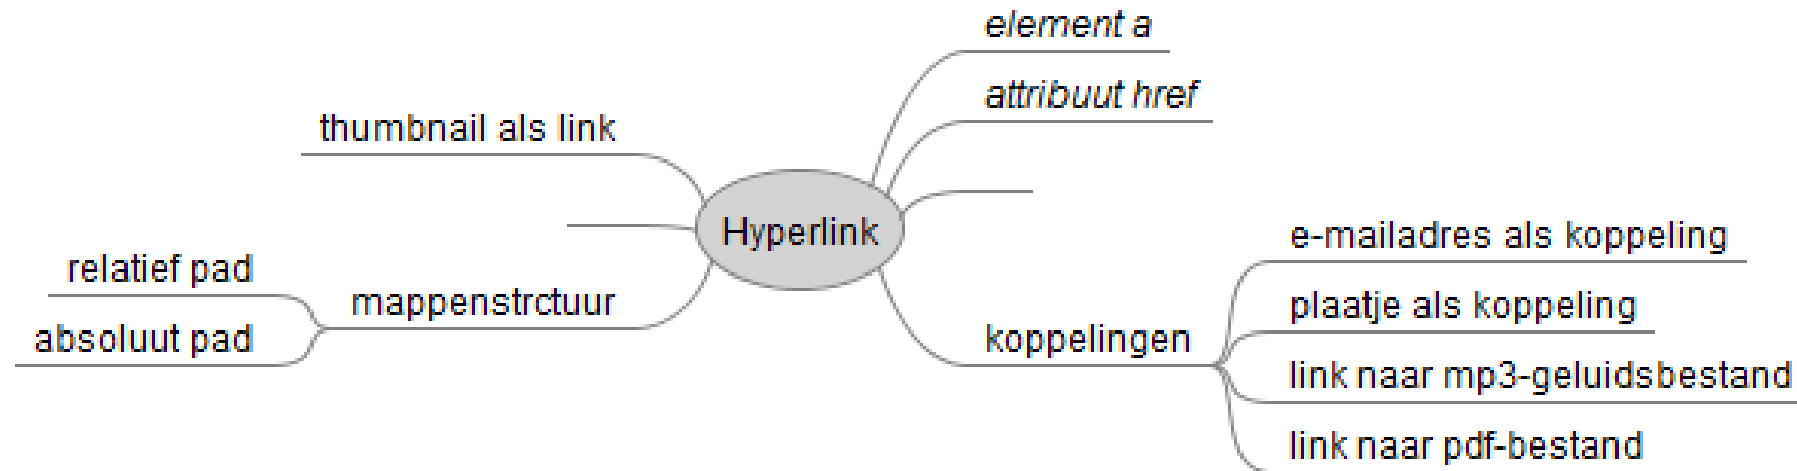 element a
attribuut href
thumbnail als link
Hyperlink
e-mailadres als koppeling
relatief pad
mappenstrctuur
plaatje als koppeling
absoluut pad
koppelingen
link naar mp3-geluidsbestand
link naar pdf-bestand